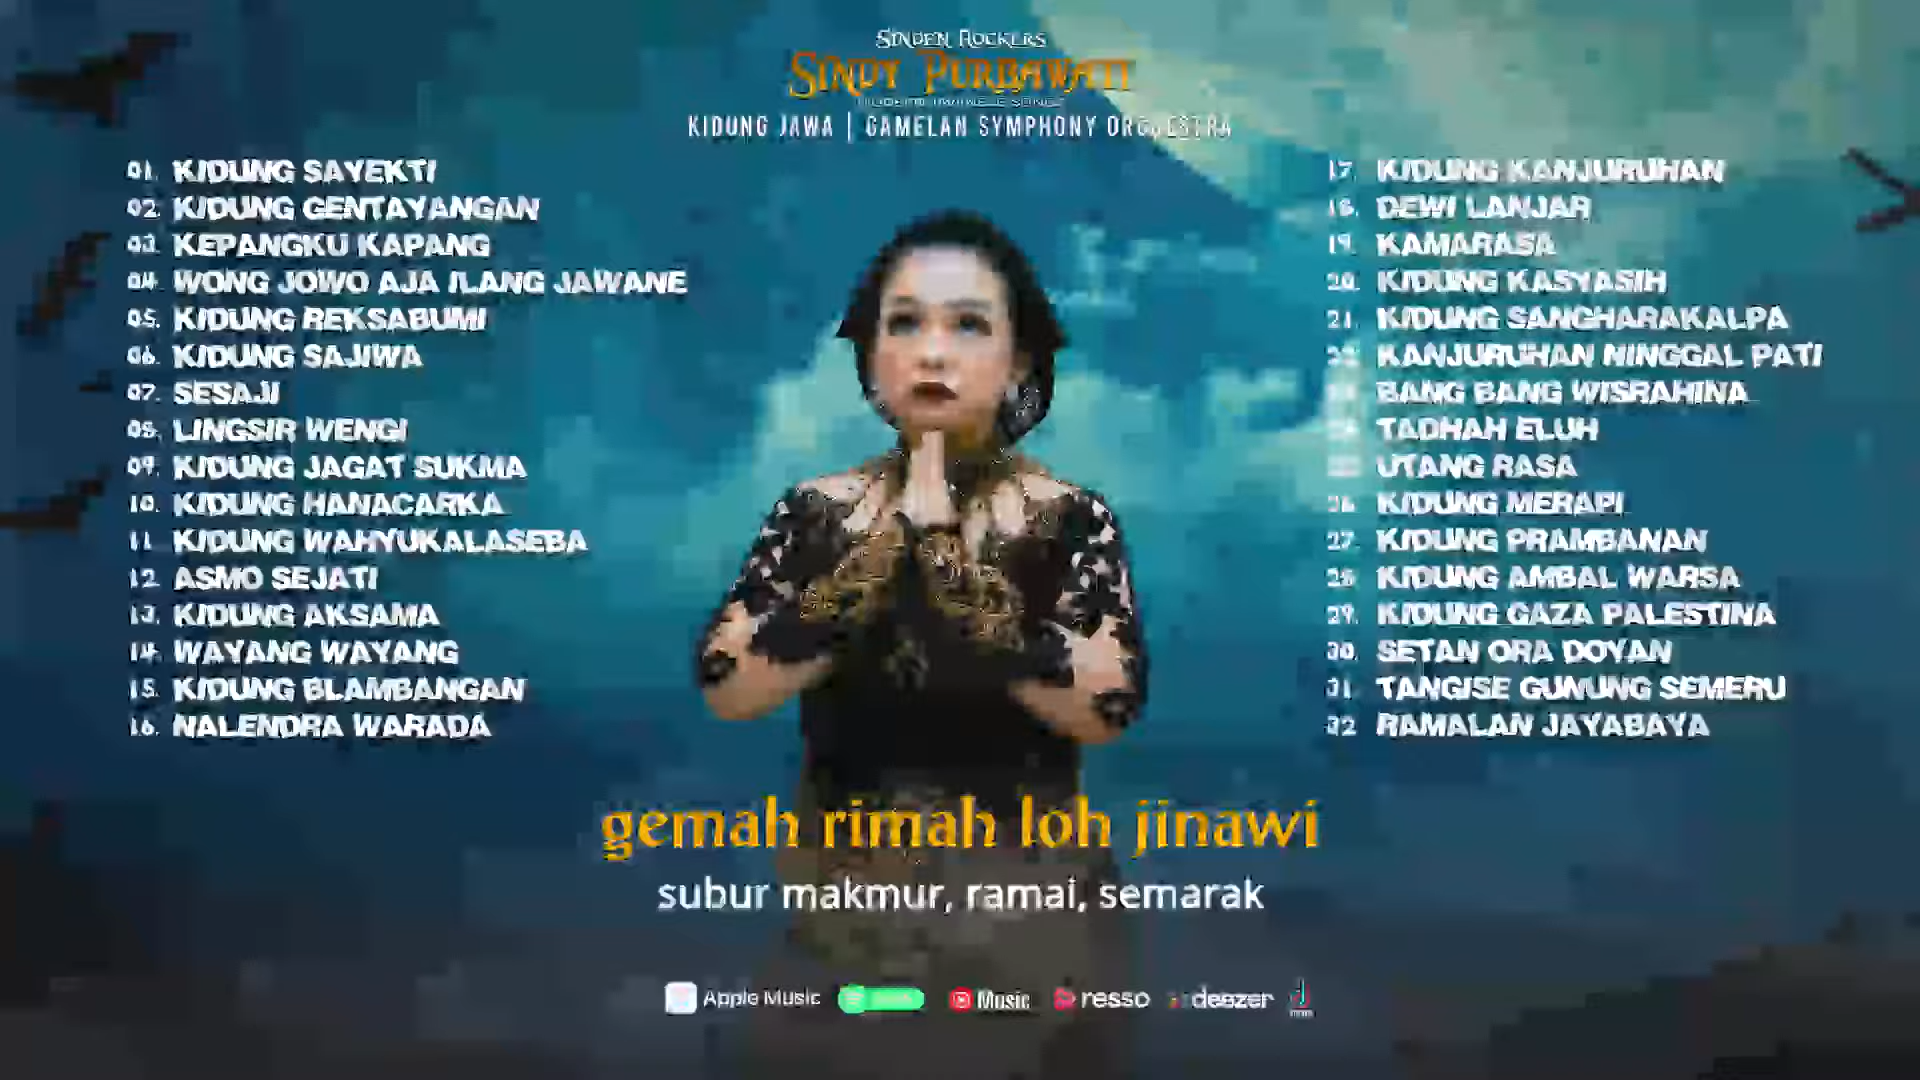 SINDEN ROCKERS
SINDY PURBAWATI
KIDUNG JAWA | GAMELAN SYMPHONY ORCHESTRA
01. KIDUNG SAYEKTI
02. KIDUNG GENTAYANGAN
03. KEPANGKU KAPANG
04. WONG JOWO AJA ILANG JAWANE
05. KIDUNG REKSABUMI
06. KIDUNG SAJIWA
07. SESAJI
08. LINGSIR WENGI
09. KIDUNG JAGAT SUKMA
10. KIDUNG HANACARKA
11. KIDUNG WAHYUKALASEBA
12. ASMO SEJATI
13. KIDUNG AKSAMA
14. WAYANG WAYANG
15. KIDUNG BLAMBANGAN
16. NALENDRA WARADA
17. KIDUNG KANJURUHAN
18. DEWI LANJAR
19. KAMARASA
20. KIDUNG KASYASIH
21. KIDUNG SANGHARAKALPA
KANJURUHAN NINGGAL PATI
BANG BANG WISRAHINA
TADHAH ELUH
UTANG RASA
26. KIDUNG MERAPI
27. KIDUNG PRAMBANAN
28. KIDUNG AMBAL WARSA
29. KIDUNG GAZA PALESTINA
30. SETAN ORA DOYAN
31. TANGISE GUNUNG SEMERU
32. RAMALAN JAYABAYA
gemah rimah loh jinawi
subur makmur, ramai, semarak
Apple Music Music resso deezer